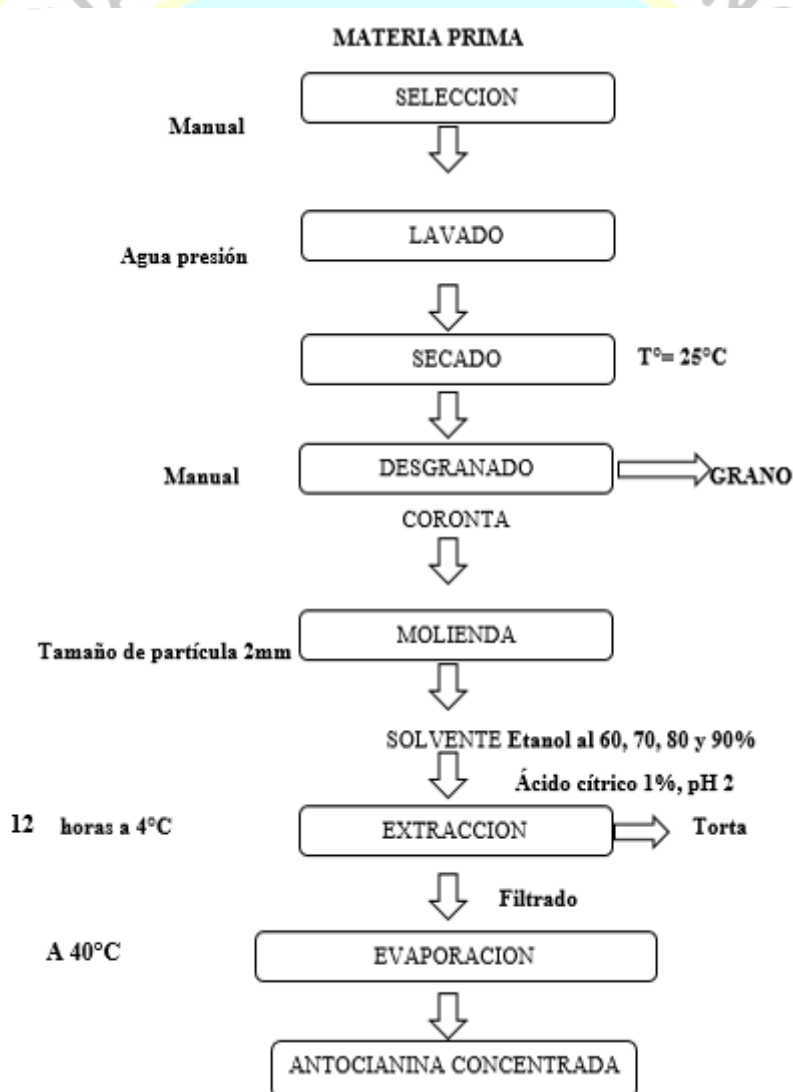 MATERIA PRIMA
SELECCION
Manual
LAVADO
Agua presión
SECADO
T°= 25°C
DESGRANADO
Manual
GRANO
CORONTA
MOLIENDA
Tamaño de partícula 2mm
SOLVENTE Etanol al 60, 70, 80 y 90%
Ácido cítrico 1%, pH 2
12 horas a 4°C
EXTRACCION
Torta
Filtrado
A 40°C
EVAPORACION
ANTOCIANINA CONCENTRADA